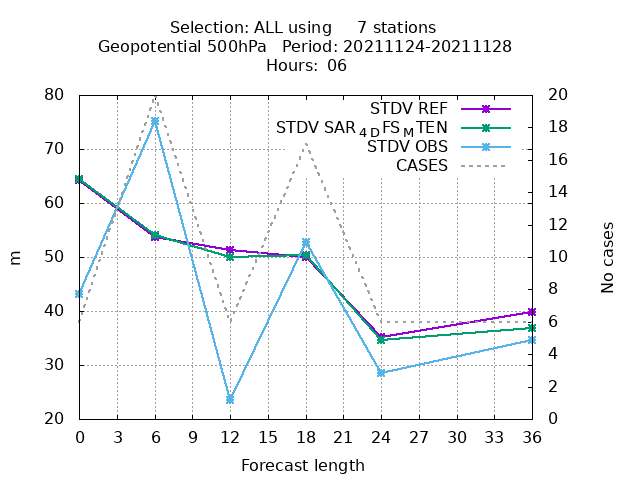 Selection: ALL using     7 stations
Geopotential 500hPa   Period: 20211124-20211128
Hours:  06
STDV REF
STDV SAR4DFSMTEN
STDV OBS
CASES
80
70
60
50
40
30
20
m
20
18
16
14
12
10
8
6
4
2
0
No cases
0 3 6 9 12 15 18 21 24 27 30 33 36
Forecast length